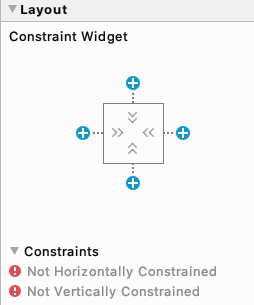 Layout
Constraint Widget
Constraints
Not Horizontally Constrained
Not Vertically Constrained